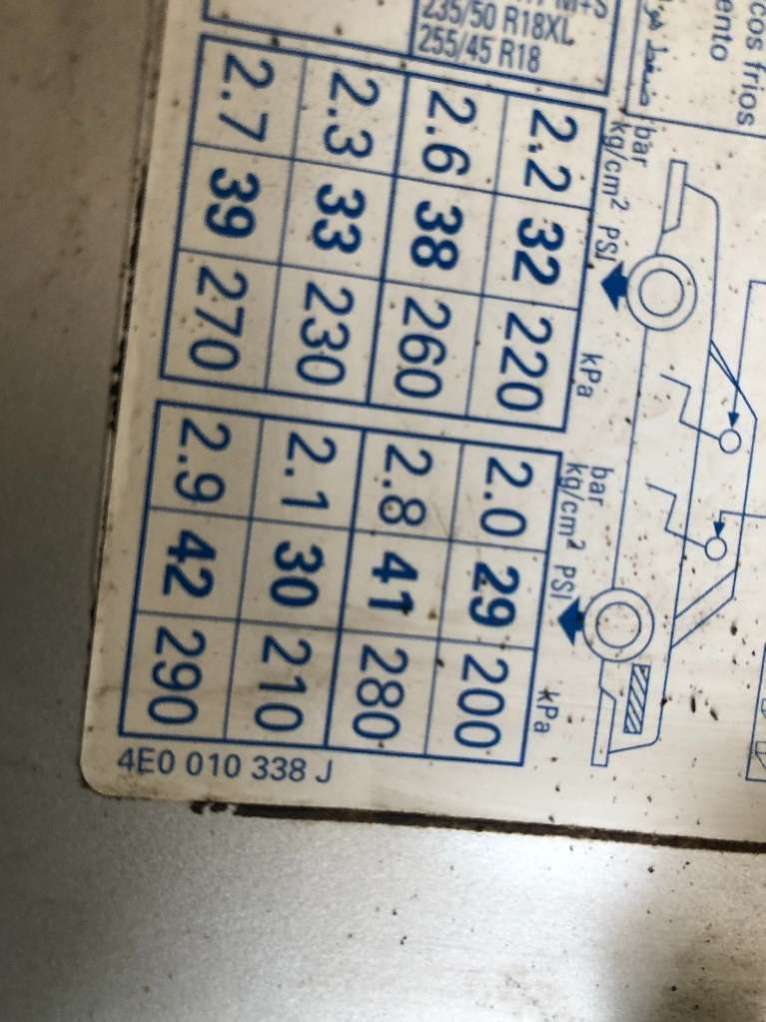 cos frios
ento
M+S
235/50 R18XL
255/45 R18
bar bar
kg/cm² PSI kPa kg/cm² PSI kPa
2.2 32 220 2.0 29 200
2.6 38 260 2.8 41 280
2.3 33 230 2.1 30 210
2.7 39 270 2.9 42 290
4E0 010 338 J